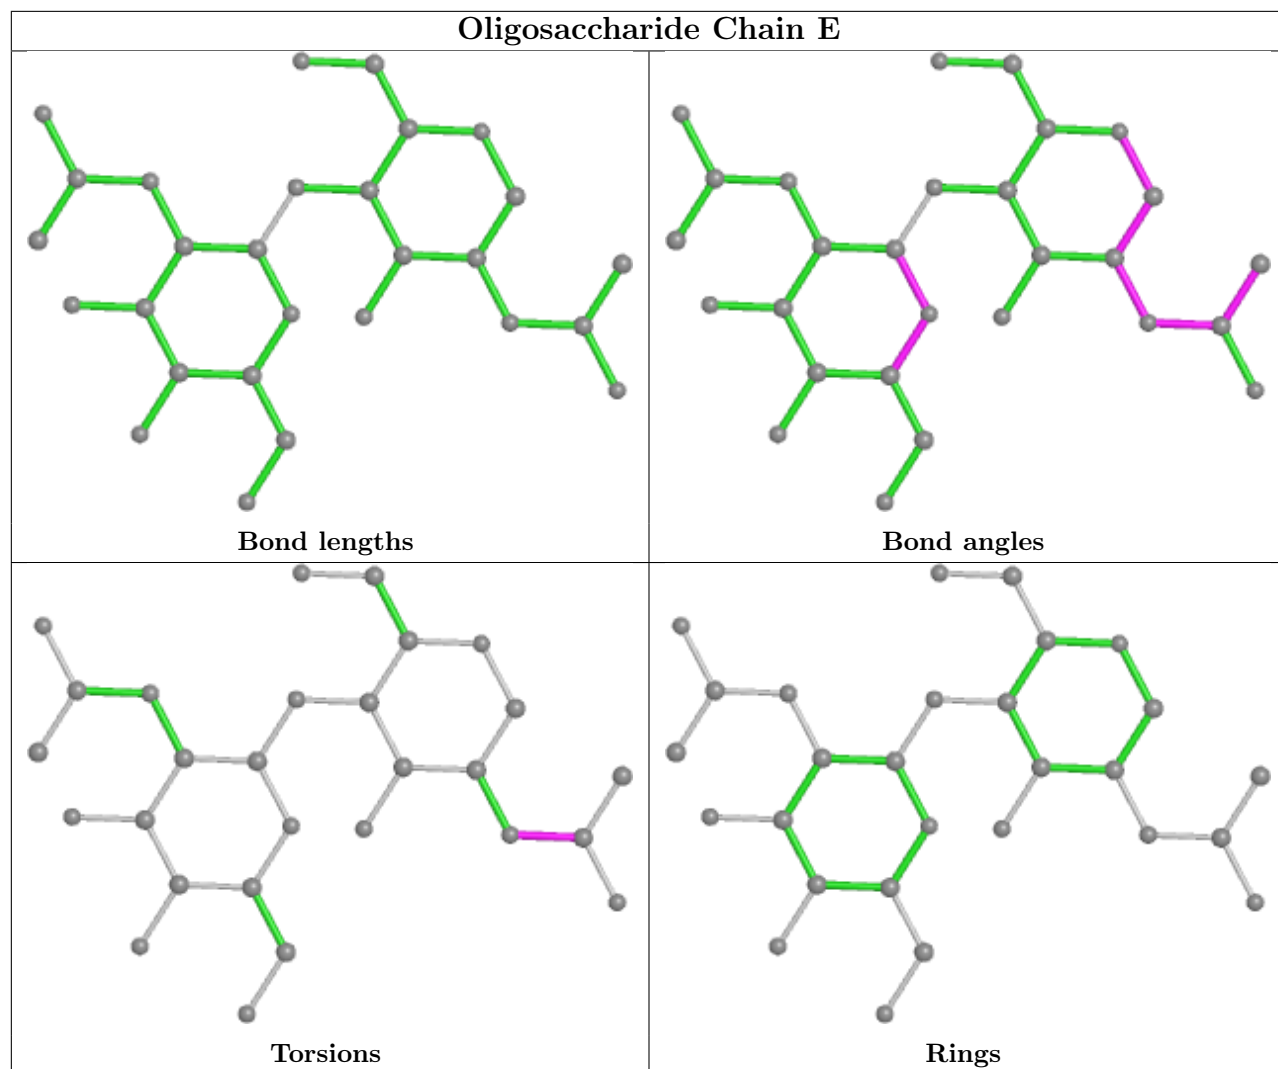 Oligosaccharide Chain E
Bond lengths
Bond angles
Torsions
Rings